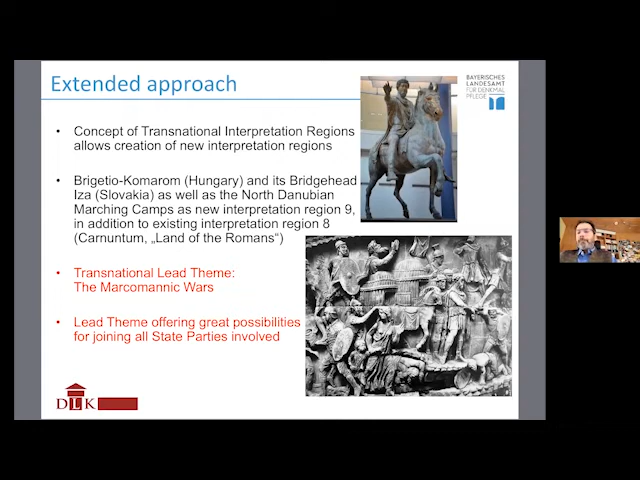 Extended approach
BAYERISCHES
LANDESAMT
FÜR DENKMAL
PFLEGE
• Concept of Transnational Interpretation Regions
allows creation of new interpretation regions
• Brigetio-Komarom (Hungary) and its Bridgehead
Iza (Slovakia) as well as the North Danubian
Marching Camps as new interpretation region 9,
in addition to existing interpretation region 8
(Carnuntum, „Land of the Romans“)
• Transnational Lead Theme:
The Marcomannic Wars
• Lead Theme offering great possibilities
for joining all State Parties involved
DLK